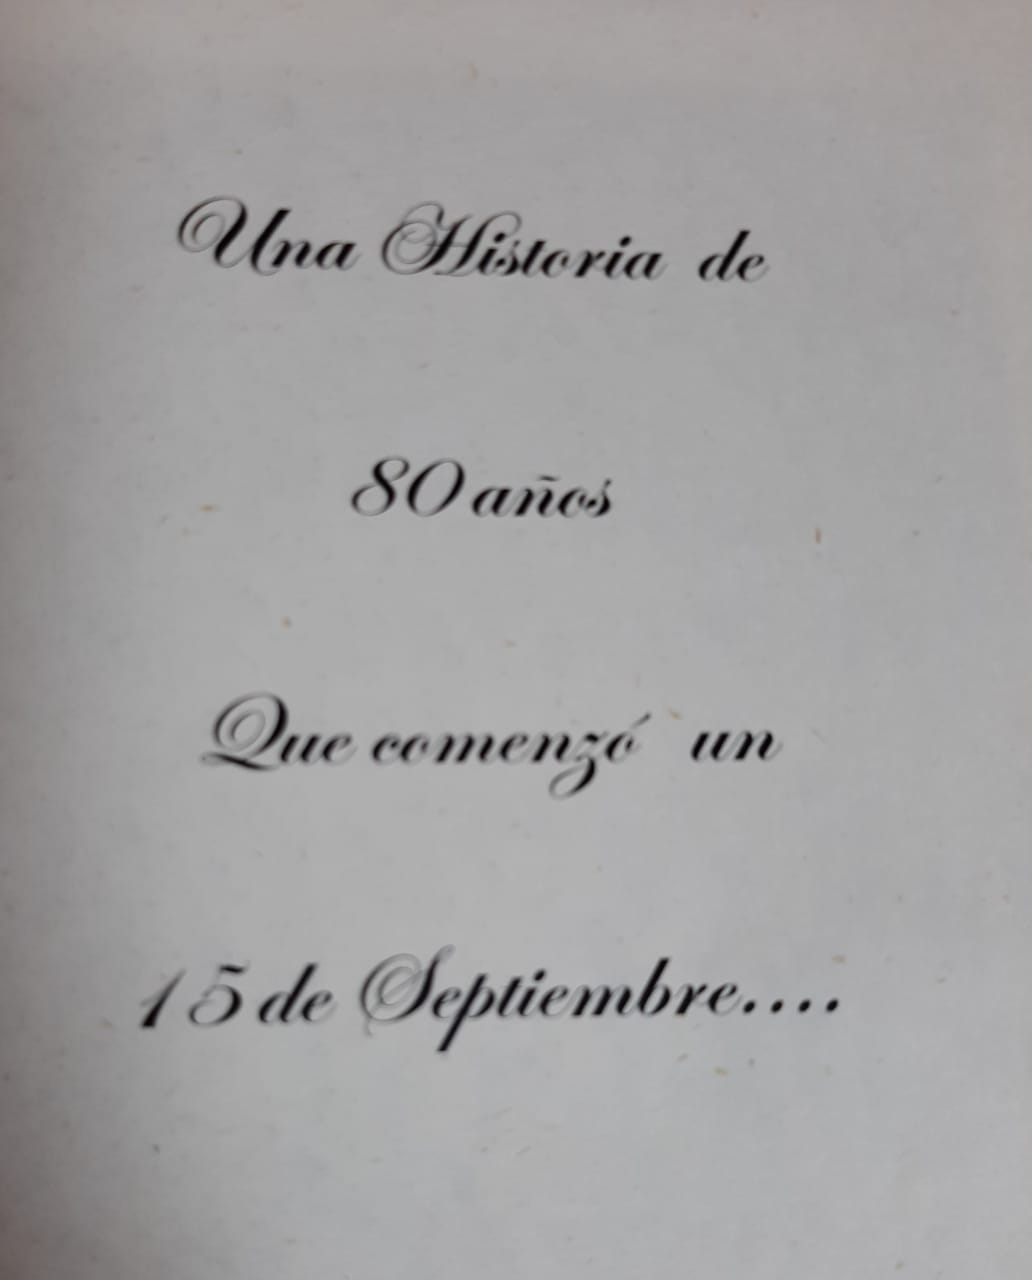 Una Historia de
80 años
Que comenzó un
15 de Septiembre....